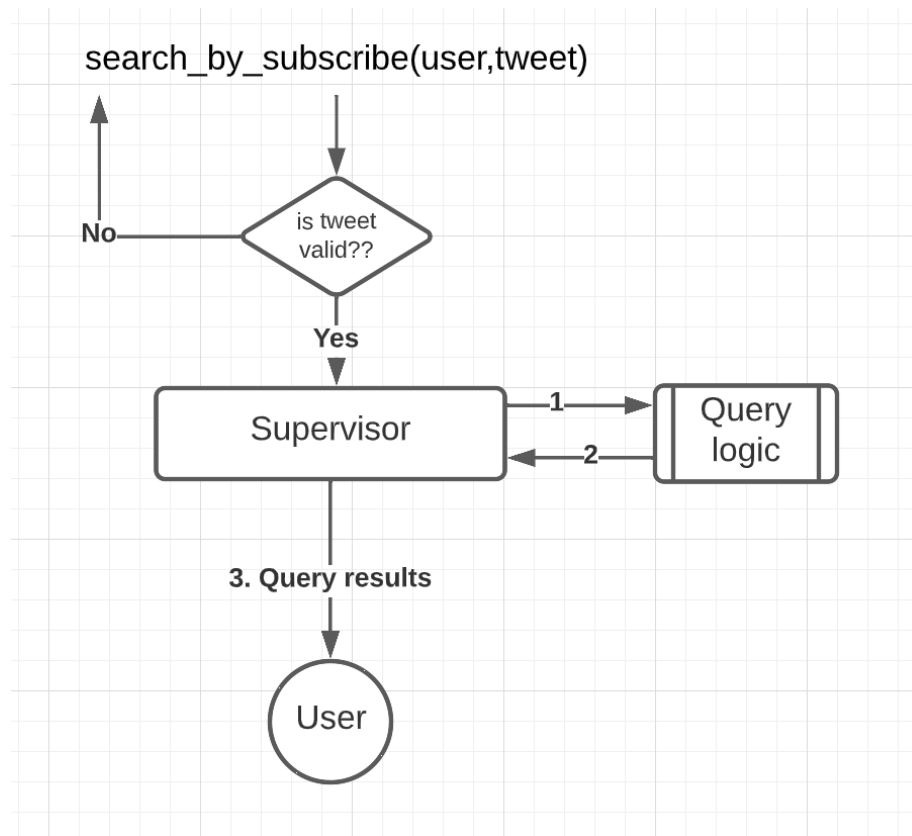 search_by_subscribe(user,tweet)
is tweet
valid??
No
Yes
Supervisor
1
Query
logic
2
3. Query results
User